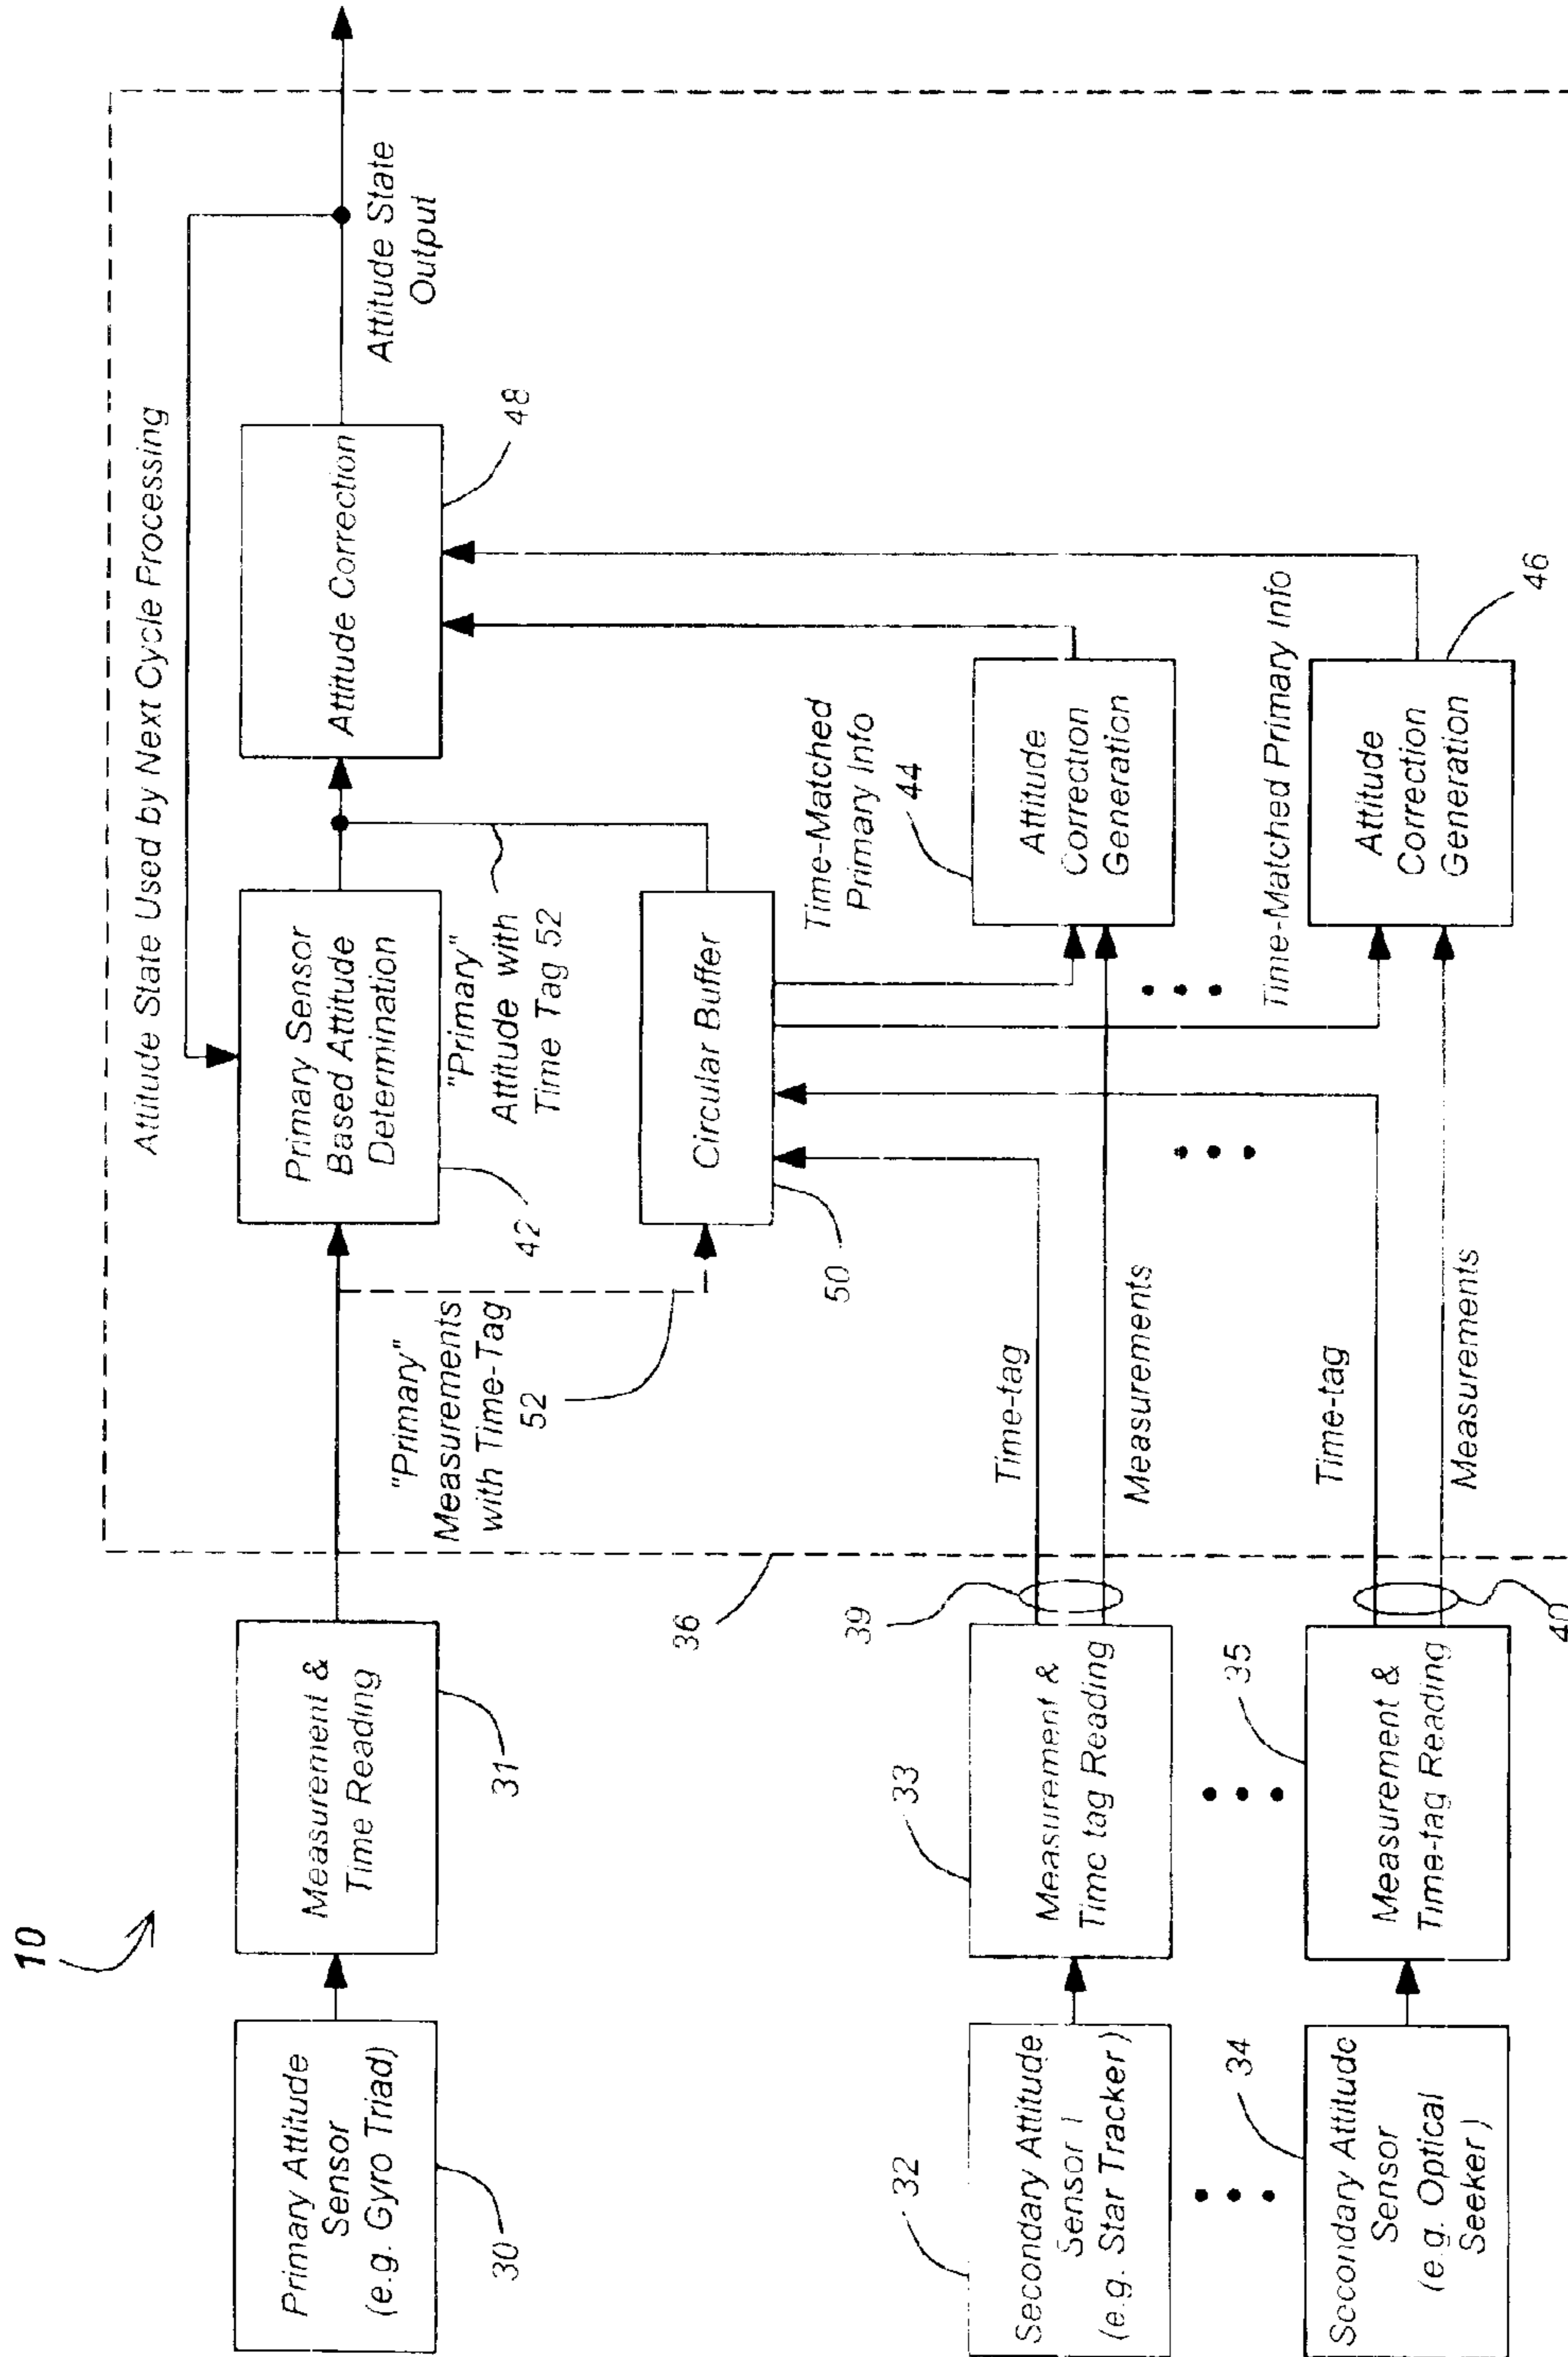 10
Attitude State Used by Next Cycle Processing
Primary Attitude
Sensor
(e.g. Gyro Triad)
30
Measurement &
Time Reading
31
"Primary"
Measurements
with Time-Tag
52
Primary Sensor
Based Attitude
Determination
42
"Primary"
Attitude with
Time Tag 52
Attitude Correction
48
Attitude State
Output
Circular Buffer
50
36
Secondary Attitude
Sensor 1
(e.g. Star Tracker)
32
Measurement &
Time tag Reading
33
39
Time-tag
Measurements
Time-Matched
Primary Info
44
Attitude
Correction
Generation
Secondary Attitude
Sensor
(e.g. Optical
Seeker)
34
Measurement &
Time-tag Reading
35
40
Time-tag
Measurements
Time-Matched Primary Info
Attitude
Correction
Generation
46